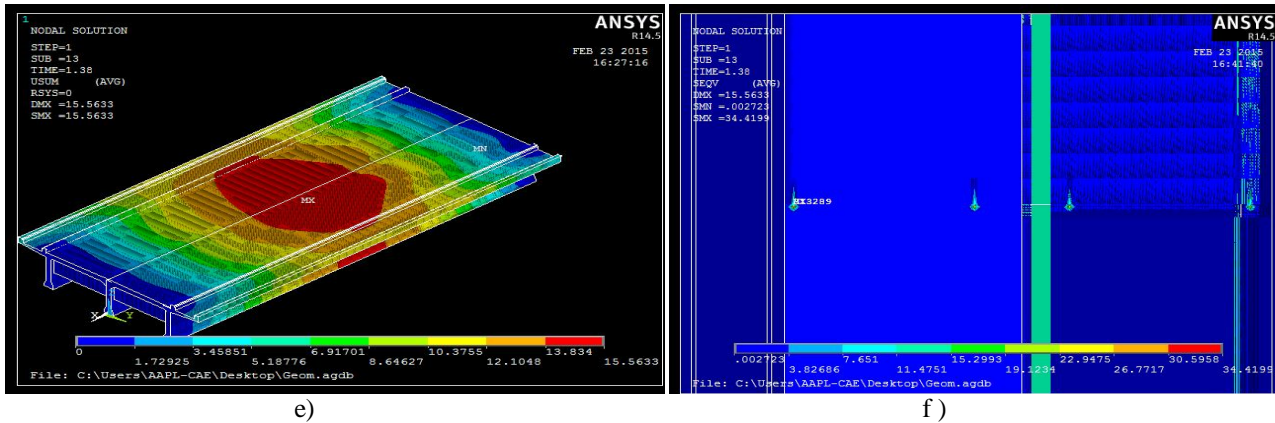 1
NODAL SOLUTION
STEP=1
SUB =13
TIME=1.38
USUM (AVG)
RSYS=0
DMX =15.5633
SMX =15.5633
ANSYS
R14.5
FEB 23 2015
16:27:16
MN
MX
X Y
0 3.45851 6.91701 10.3755 13.834
1.72925 5.18776 8.64627 12.1048 15.5633
File: C:\Users\AAPL-CAE\Desktop\Geom.agdb
e)
NODAL SOLUTION
STEP=1
SUB =13
TIME=1.38
SEQV (AVG)
DMX =15.5633
SMN =.002723
SMX =34.4199
ANSYS
R14.5
FEB 23 2015
16:41:40
.002723 7.651 15.2993 22.9475 30.5958
3.82686 11.4751 19.1234 26.7717 34.4199
File: C:\Users\AAPL-CAE\Desktop\Geom.agdb
f )